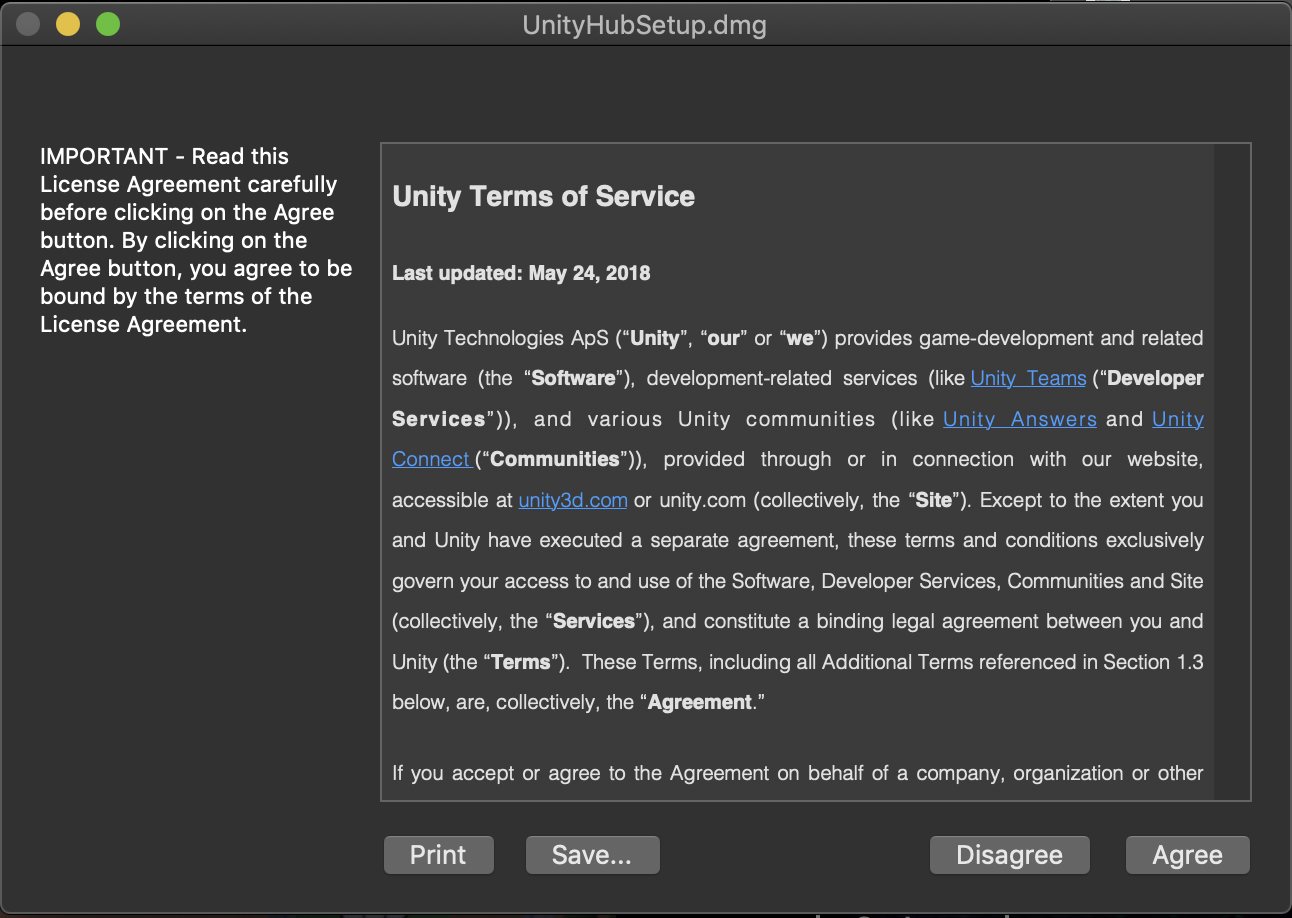 UnityHubSetup.dmg
IMPORTANT - Read this
License Agreement carefully
before clicking on the Agree
button. By clicking on the
Agree button, you agree to be
bound by the terms of the
License Agreement.
Unity Terms of Service
Last updated: May 24, 2018
Unity Technologies ApS (“Unity”, “our” or “we”) provides game-development and related
software (the “Software”), development-related services (like Unity Teams (“Developer
Services”)), and various Unity communities (like Unity Answers and Unity
Connect (“Communities”)), provided through or in connection with our website,
accessible at unity3d.com or unity.com (collectively, the “Site”). Except to the extent you
and Unity have executed a separate agreement, these terms and conditions exclusively
govern your access to and use of the Software, Developer Services, Communities and Site
(collectively, the “Services”), and constitute a binding legal agreement between you and
Unity (the “Terms”).  These Terms, including all Additional Terms referenced in Section 1.3
below, are, collectively, the “Agreement.”
If you accept or agree to the Agreement on behalf of a company, organization or other
Print
Save...
Disagree
Agree